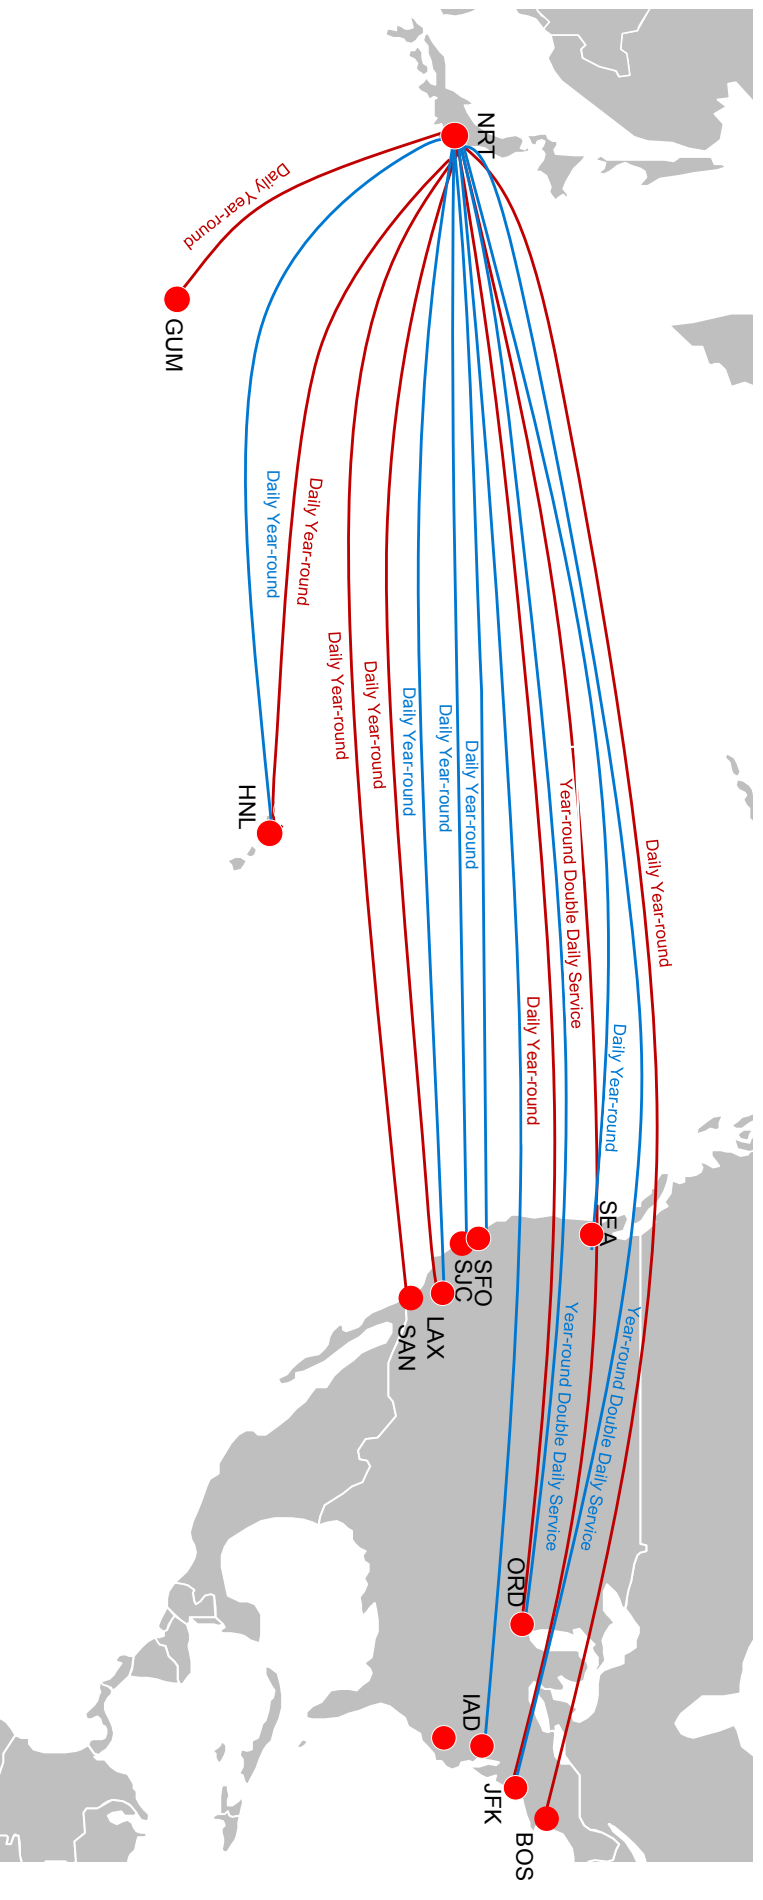 NRT
Daily Year-round
GUM
Daily Year-round
Daily Year-round
HNL
Daily Year-round
Daily Year-round
Daily Year-round
Daily Year-round
Daily Year-round
Year-round Double Daily Service
Daily Year-round
Daily Year-round
Daily Year-round
SEA
SFO
SJC
LAX
SAN
Year-round Double Daily Service
Year-round Double Daily Service
ORD
IAD
JFK
BOS